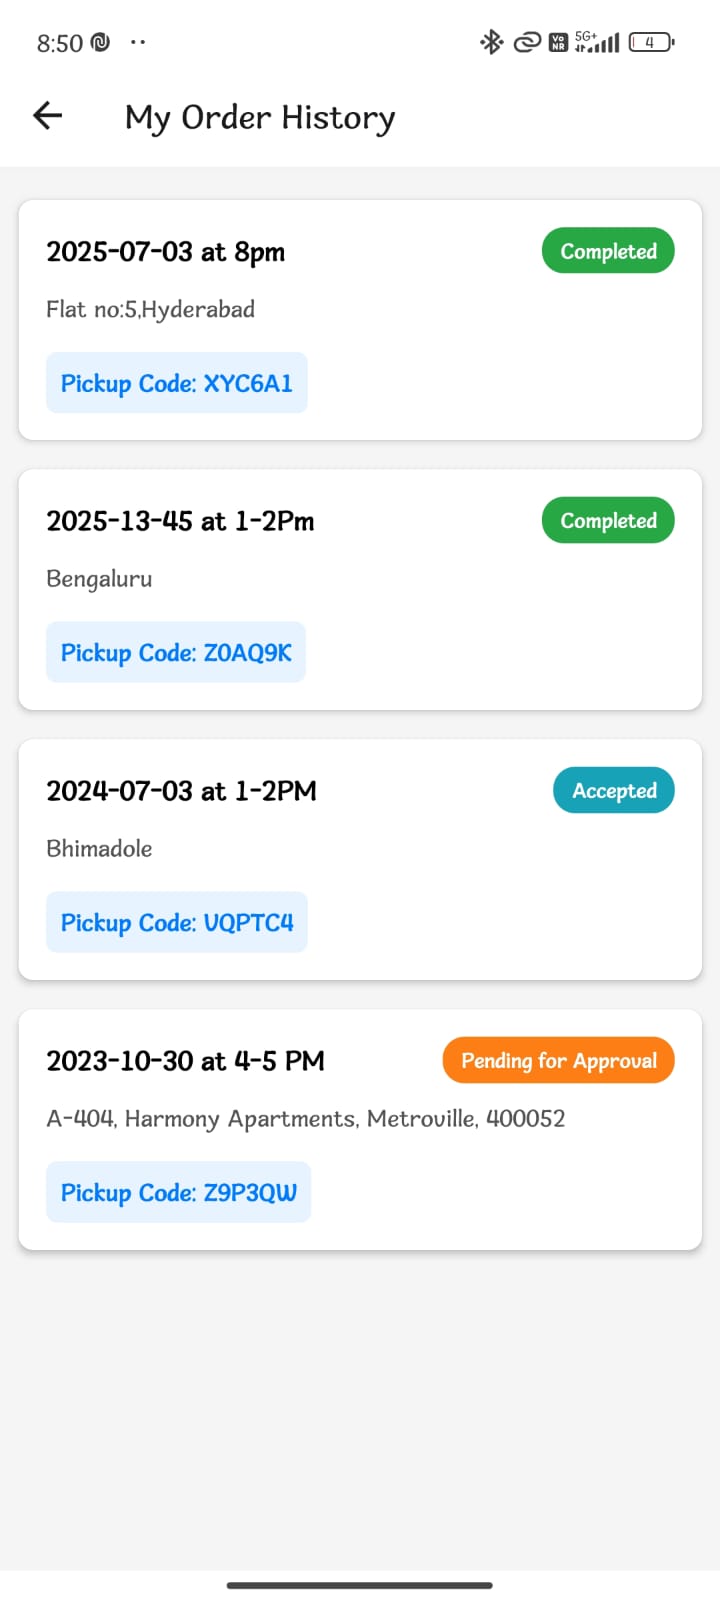 8:50
Vo
NR
5G+
4
My Order History
2025-07-03 at 8pm
Completed
Flat no:5,Hyderabad
Pickup Code: XYC6A1
2025-13-45 at 1-2Pm
Completed
Bengaluru
Pickup Code: Z0AQ9K
2024-07-03 at 1-2PM
Accepted
Bhimadole
Pickup Code: VQPTC4
2023-10-30 at 4-5 PM
Pending for Approval
A-404, Harmony Apartments, Metroville, 400052
Pickup Code: Z9P3QW